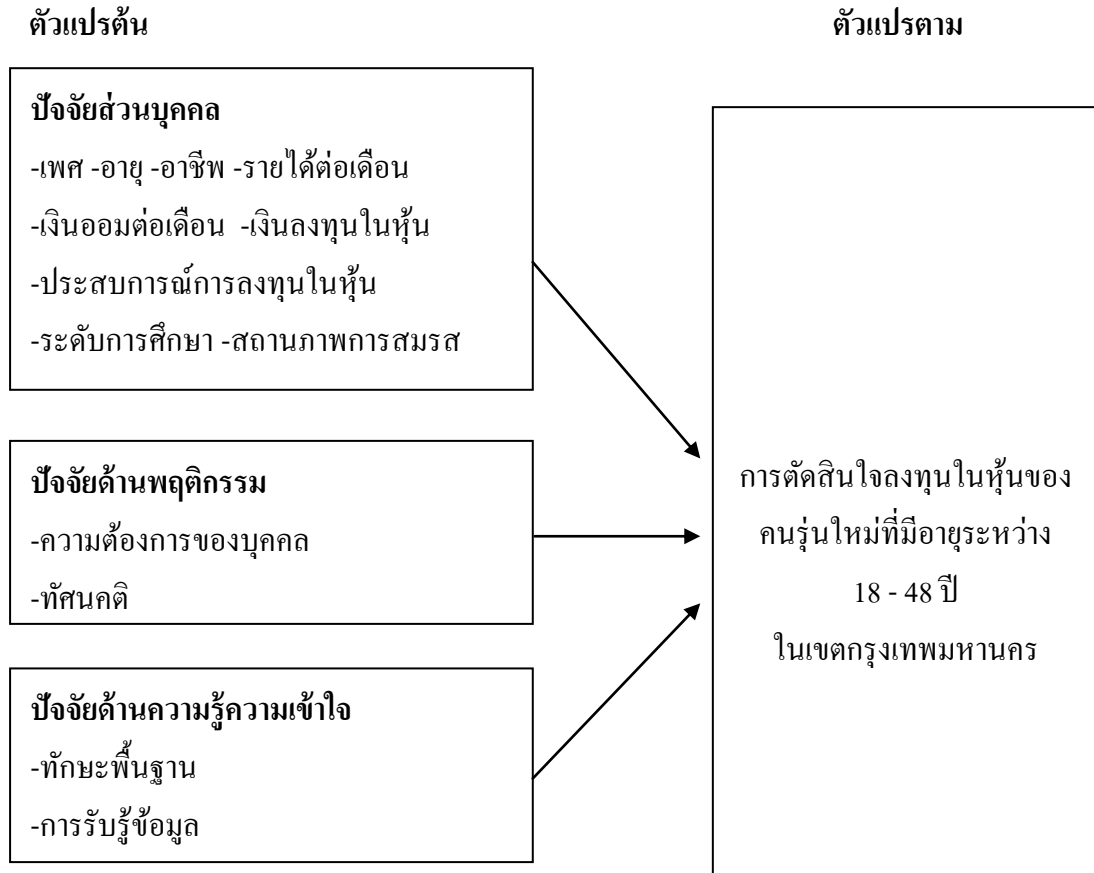 ตัวแปรต้น
ตัวแปรตาม
ปัจจัยส่วนบุคคล
-เพศ -อายุ -อาชีพ -รายได้ต่อเดือน
-เงินออมต่อเดือน -เงินลงทุนในหุ้น
-ประสบการณ์การลงทุนในหุ้น
-ระดับการศึกษา -สถานภาพการสมรส
ปัจจัยด้านพฤติกรรม
-ความต้องการของบุคคล
-ทัศนคติ
ปัจจัยด้านความรู้ความเข้าใจ
-ทักษะพื้นฐาน
-การรับรู้ข้อมูล
การตัดสินใจลงทุนในหุ้นของ
คนรุ่นใหม่ที่มีอายุระหว่าง
18 - 48 ปี
ในเขตกรุงเทพมหานคร